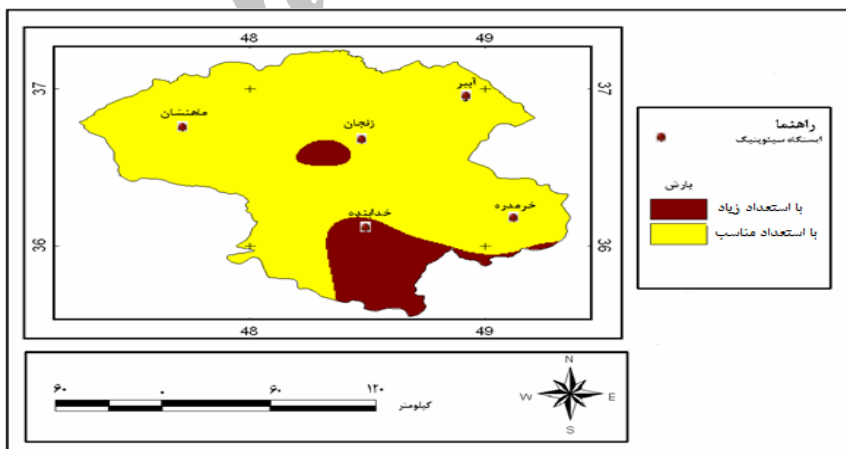 48 49
37 37
آببر
ماهنشان
زنجان
خدابنده
خرمدره
36 36
48 49
راهنما
ایستگاه سینوپتیک
بارش
با استعداد زیاد
با استعداد مناسب
۶۰ ۰ ۶۰ ۱۲۰
کیلومتر
N
W E
S